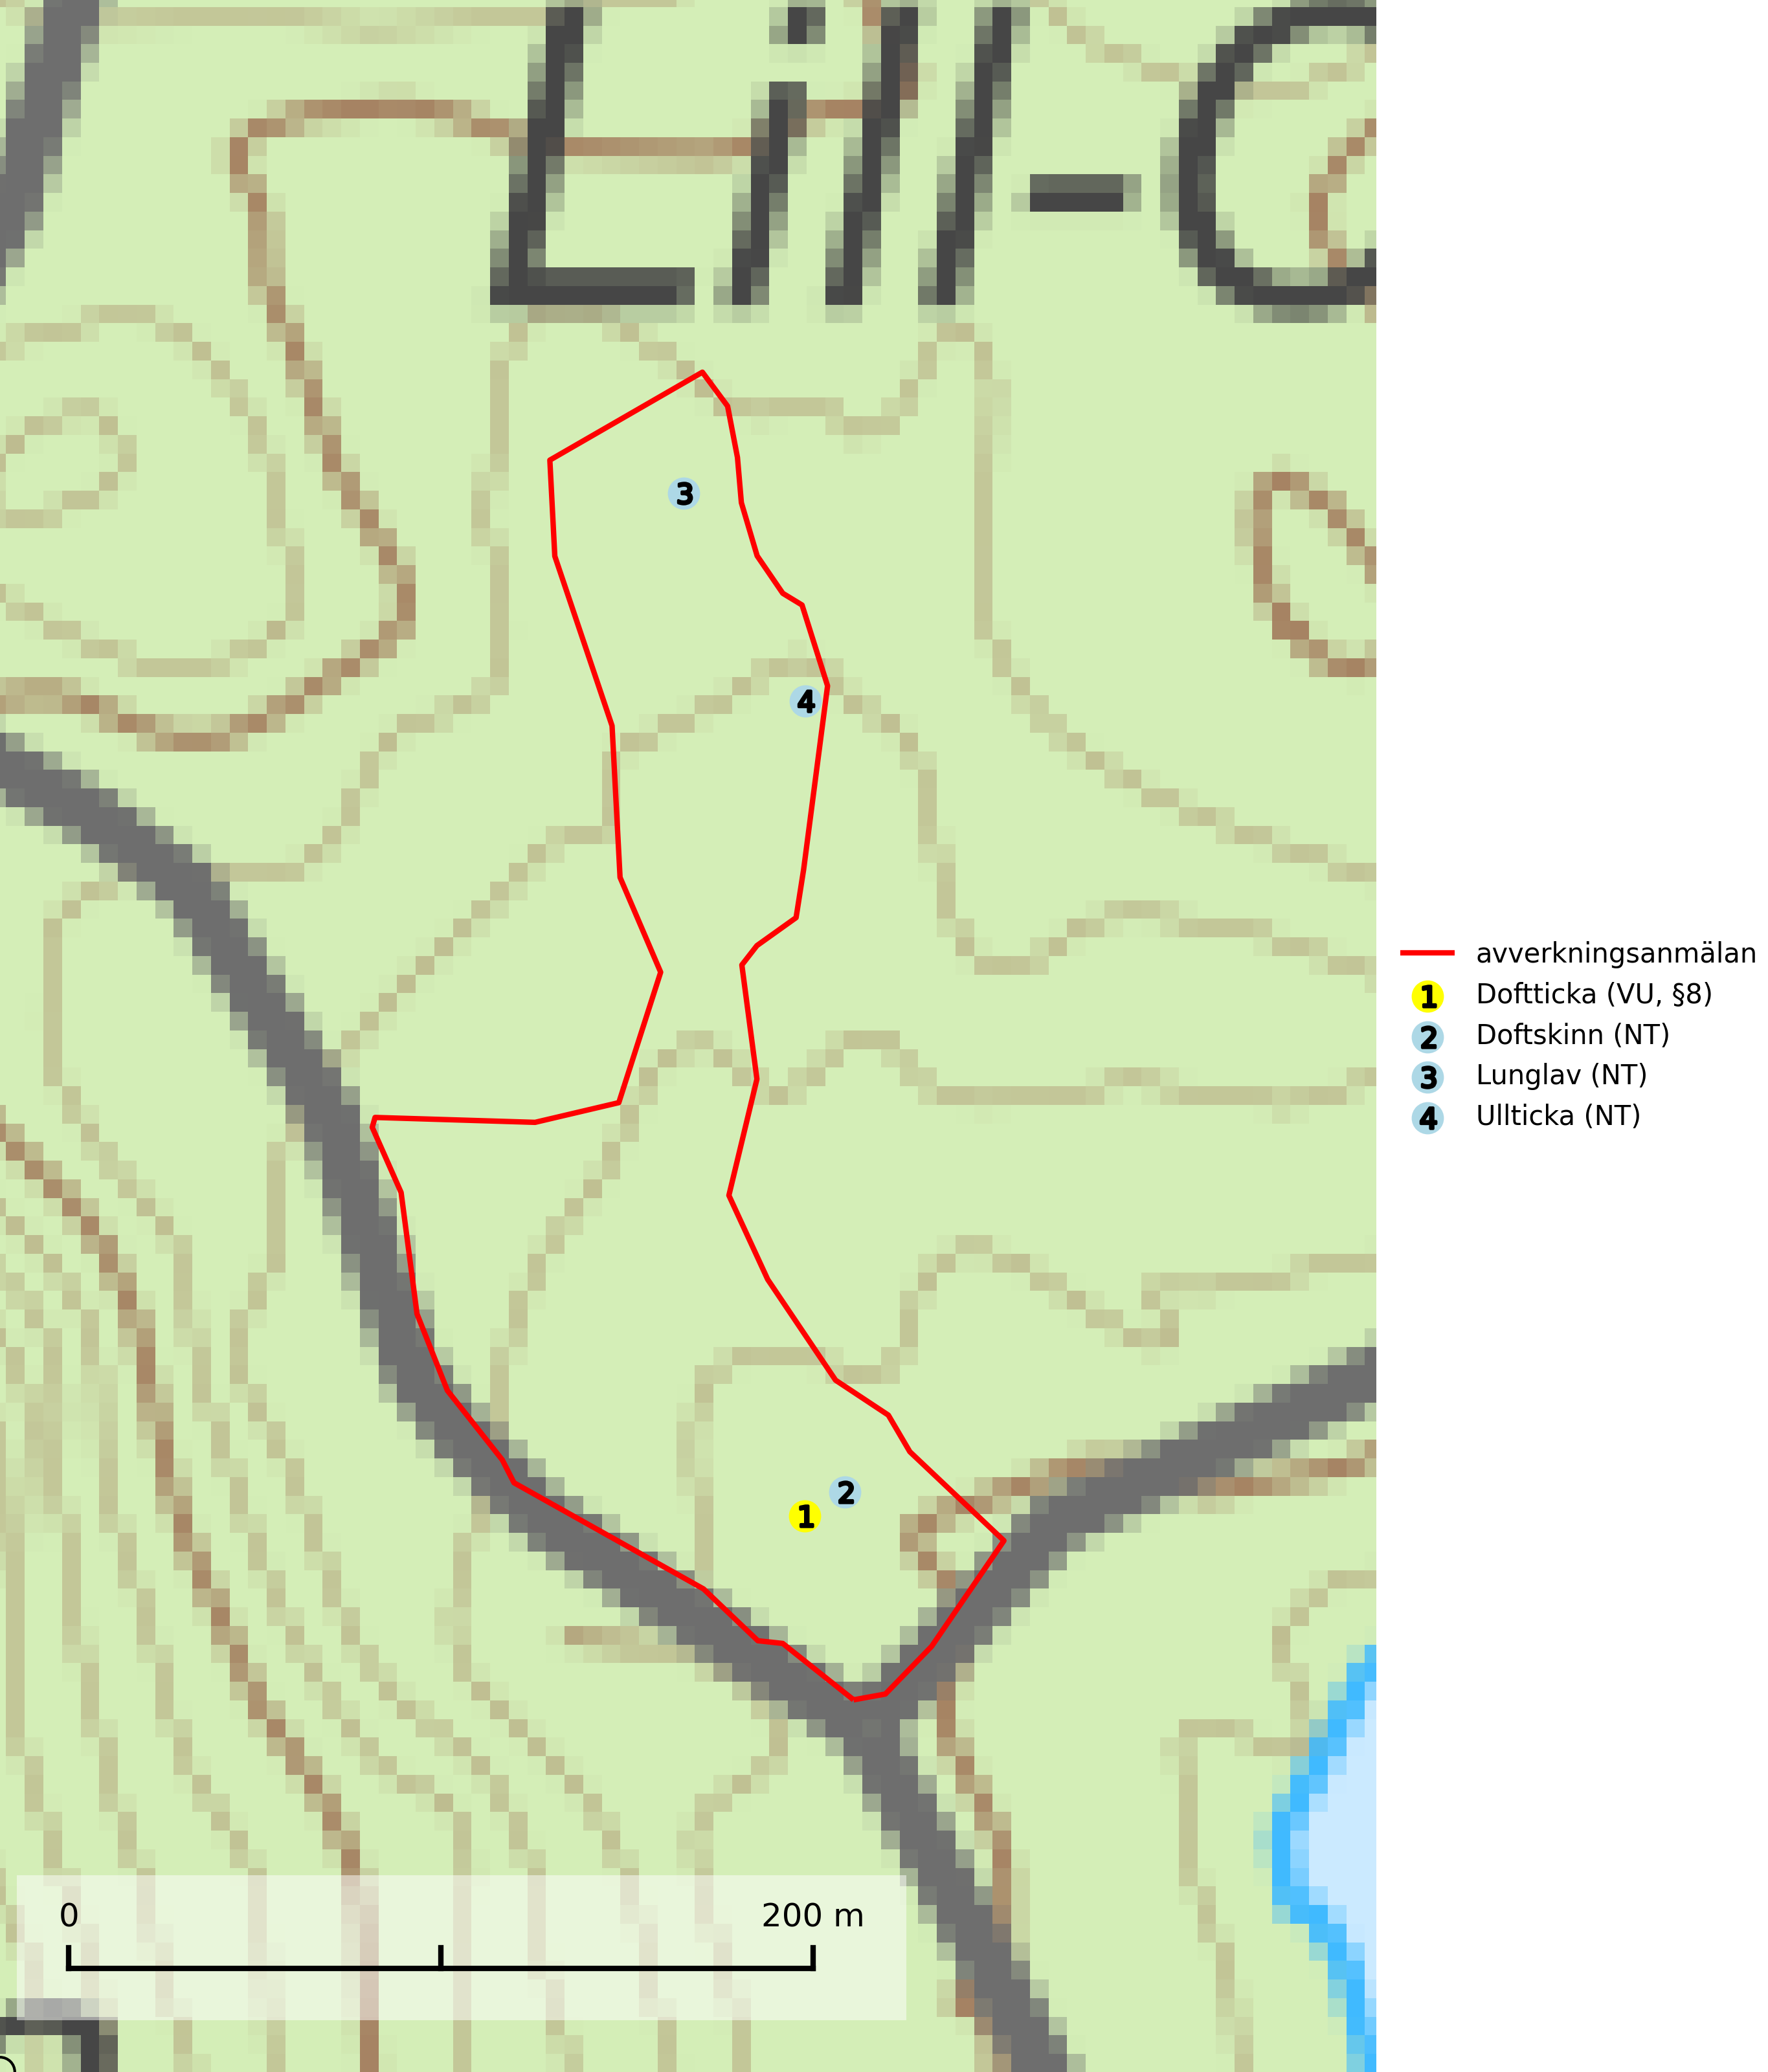 3
4
2
1
0 200 m
avverkningsanmälan
1 Doftticka (VU, §8)
2 Doftskinn (NT)
3 Lunglav (NT)
4 Ullticka (NT)